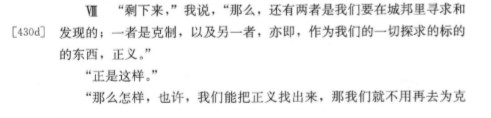 Ⅷ “剩下来，”我说，“那么，还有两者是我们要在城邦里寻求和
[430d] 发现的；一者是克制，以及另一者，亦即，作为我们的一切探求的标的
的东西，正义。”
“正是这样。”
“那么怎样，也许，我们能把正义找出来，那我们就不用再去为克